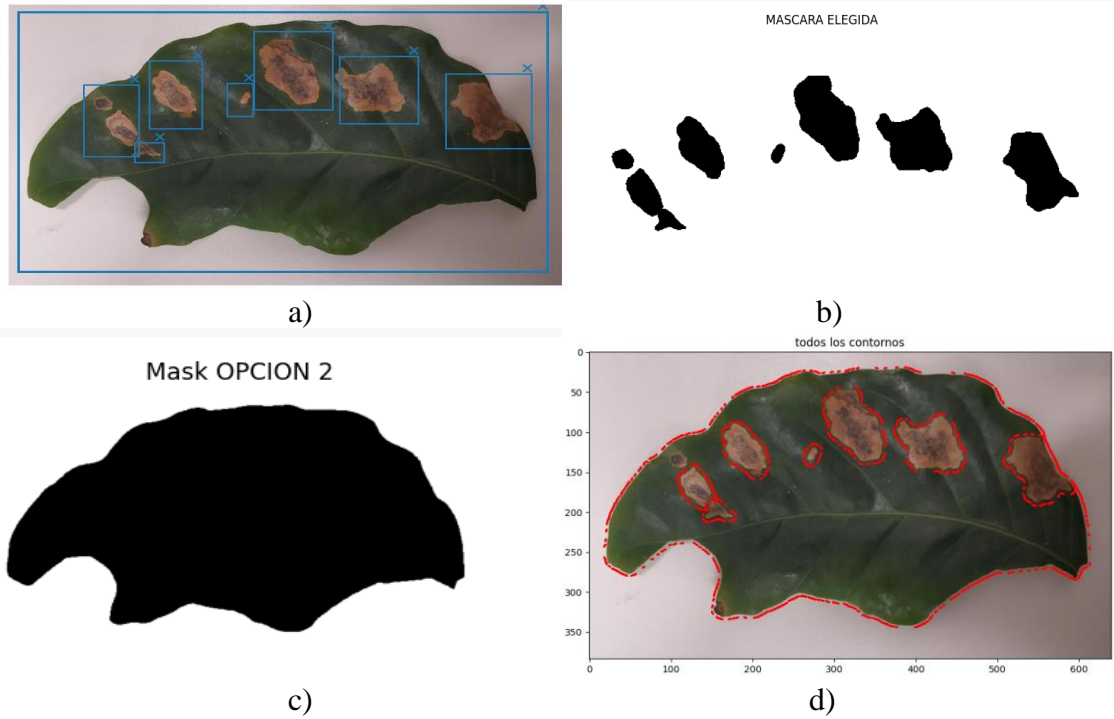 MASCARA ELEGIDA
a)
b)
Mask OPCION 2
todos los contornos
0
50
100
150
200
250
300
350
0 100 200 300 400 500 600
c)
d)